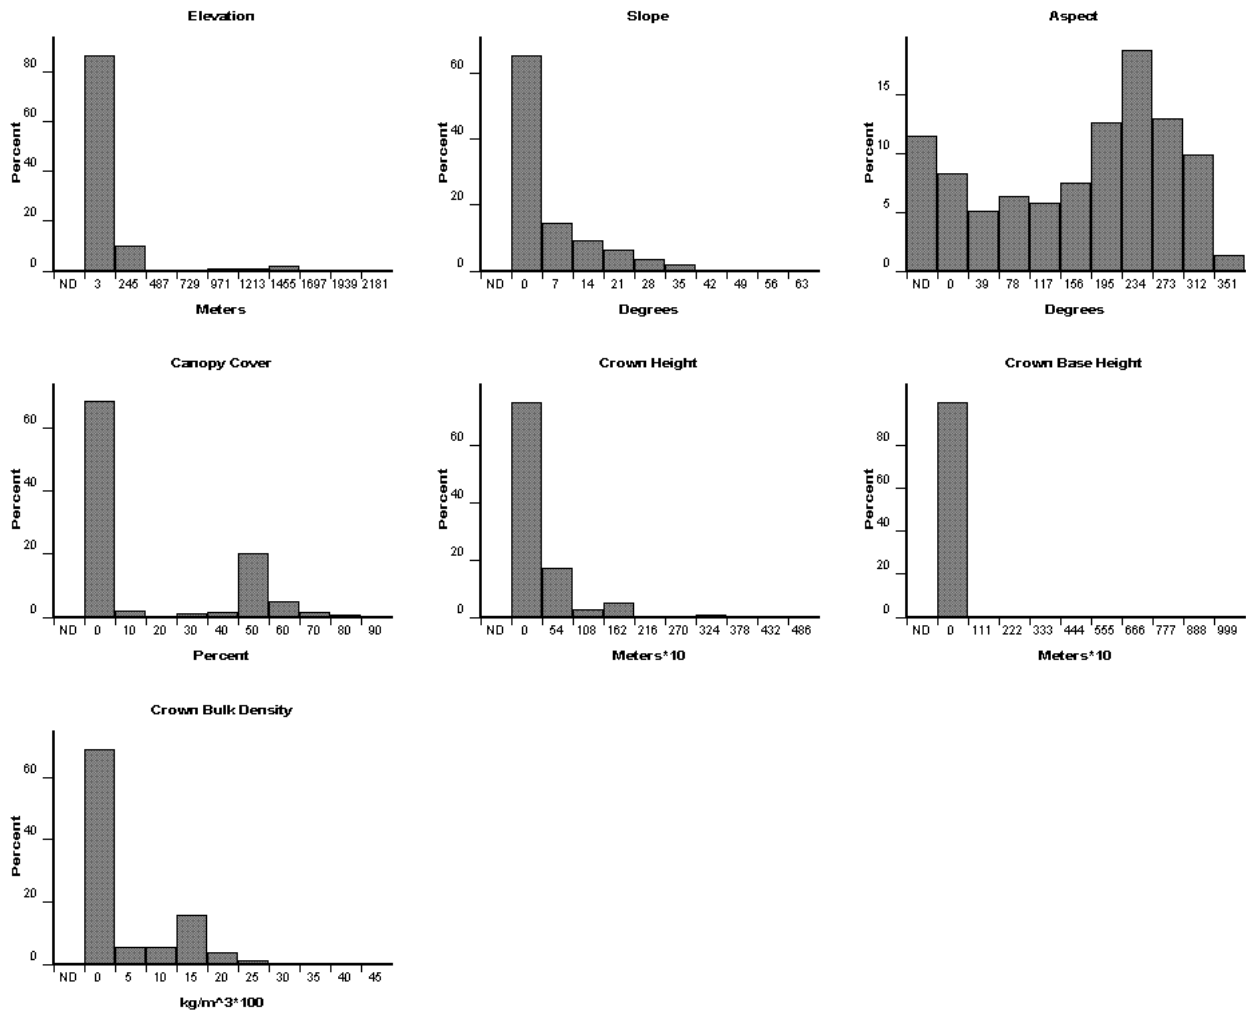 Elevation
80
60
40
20
0
Percent
ND 3 245 487 729 971 1213 1455 1697 1939 2181
Meters
Slope
60
40
20
0
Percent
ND 0 7 14 21 28 35 42 49 56 63
Degrees
Aspect
15
10
5
0
Percent
ND 0 39 78 117 156 195 234 273 312 351
Degrees
Canopy Cover
60
40
20
0
Percent
ND 0 10 20 30 40 50 60 70 80 90
Percent
Crown Height
60
40
20
0
Percent
ND 0 54 108 162 216 270 324 378 432 486
Meters*10
Crown Base Height
80
60
40
20
0
Percent
ND 0 111 222 333 444 555 666 777 888 999
Meters*10
Crown Bulk Density
60
40
20
0
Percent
ND 0 5 10 15 20 25 30 35 40 45
kg/m^3*100